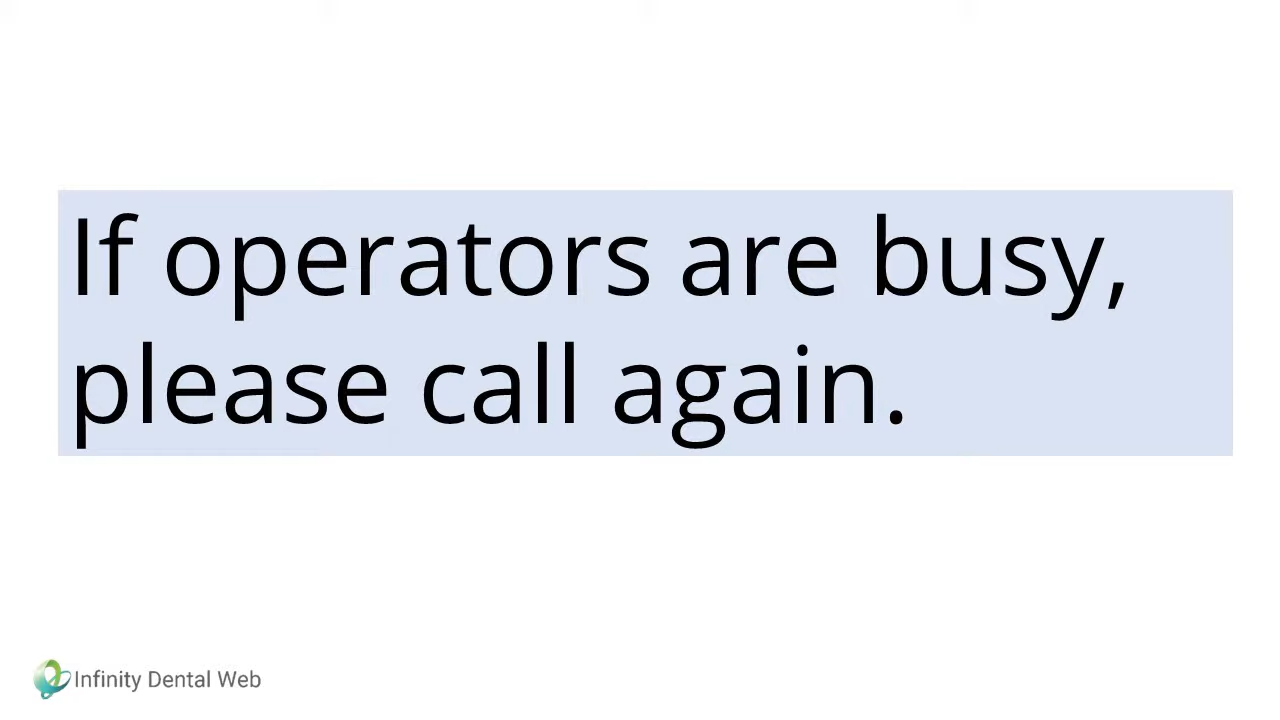 If operators are busy,
please call again.
Infinity Dental Web